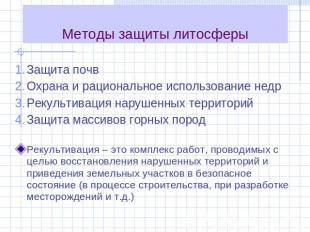 Методы защиты литосферы
1. Защита почв
2. Охрана и рациональное использование недр
3. Рекультивация нарушенных территорий
4. Защита массивов горных пород
Рекультивация – это комплекс работ, проводимых с
целью восстановления нарушенных территорий и
приведения земельных участков в безопасное
состояние (в процессе строительства, при разработке
месторождений и т.д.)